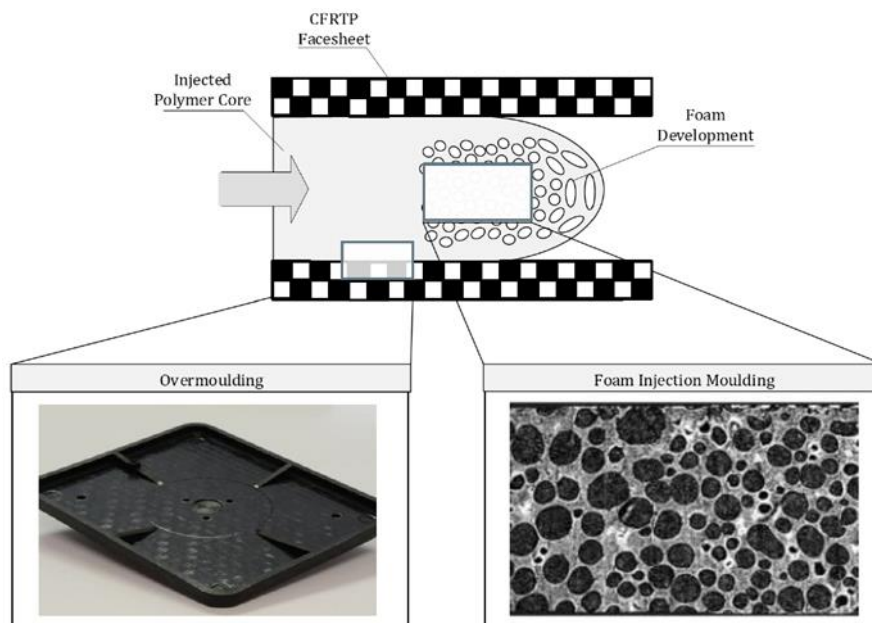 CFRTP
Facesheet
Injected
Polymer Core
Foam
Development
Overmoulding
Foam Injection Moulding